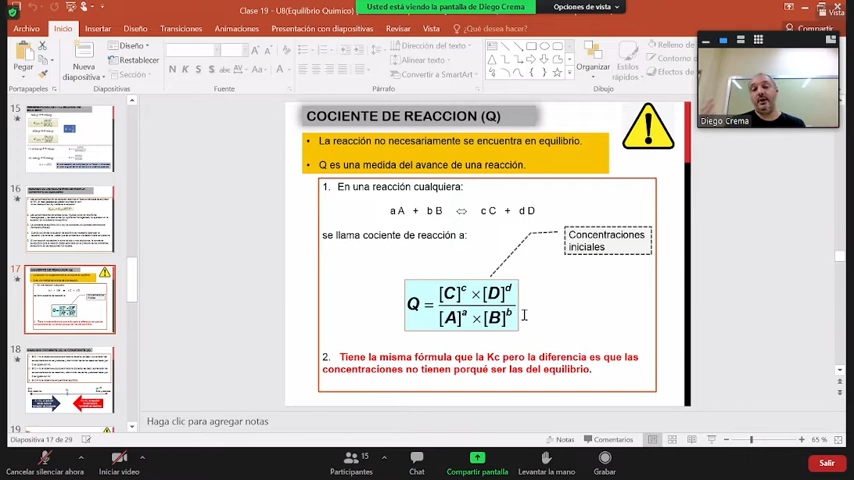 Clase 19 - U8(Equilibrio Químico)
Usted está viendo la pantalla de Diego Crema
Opciones de vista
Vista
Archivo
Inicio
Insertar
Diseño
Transiciones
Animaciones
Presentación con diapositivas
Revisar
Vista
¿Qué desea hacer?
Compartir
Pegar
Nueva
diapositiva
Diseño
Restablecer
Sección
N K S
Dirección del texto
Alinear texto
Convertir a SmartArt
Organizar
Estilos
rápidos
Relleno de
Contorno
Efectos de
Portapapeles
Diapositivas
Fuente
Párrafo
Diego Crema
15
16
17
18
19
COCIENTE DE REACCION (Q)
• La reacción no necesariamente se encuentra en equilibrio.
• Q es una medida del avance de una reacción.
1. En una reacción cualquiera:
a A + b B ⇔ c C + d D
se llama cociente de reacción a:
Concentraciones
iniciales
Q = [C]^c × [D]^d / [A]^a × [B]^b
2. Tiene la misma fórmula que la Kc pero la diferencia es que las
concentraciones no tienen porqué ser las del equilibrio.
Haga clic para agregar notas
Diapositiva 17 de 29
Notas
Comentarios
65 %
15
Cancelar silenciar ahora
Iniciar video
Participantes
Chat
Compartir pantalla
Levantar la mano
Grabar
Salir